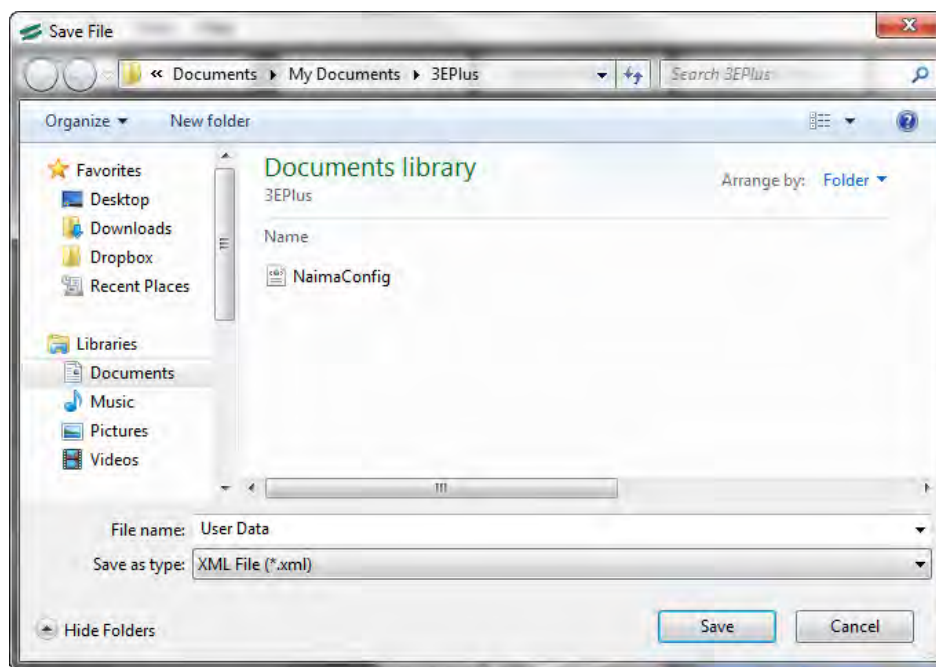 Save File
« Documents ▸ My Documents ▸ 3EPlus
Search 3EPlus
Organize
New folder
Favorites
Desktop
Downloads
Dropbox
Recent Places
Libraries
Documents
Music
Pictures
Videos
Documents library
3EPlus
Arrange by: Folder
Name
NaimaConfig
File name: User Data
Save as type: XML File (*.xml)
Hide Folders
Save
Cancel